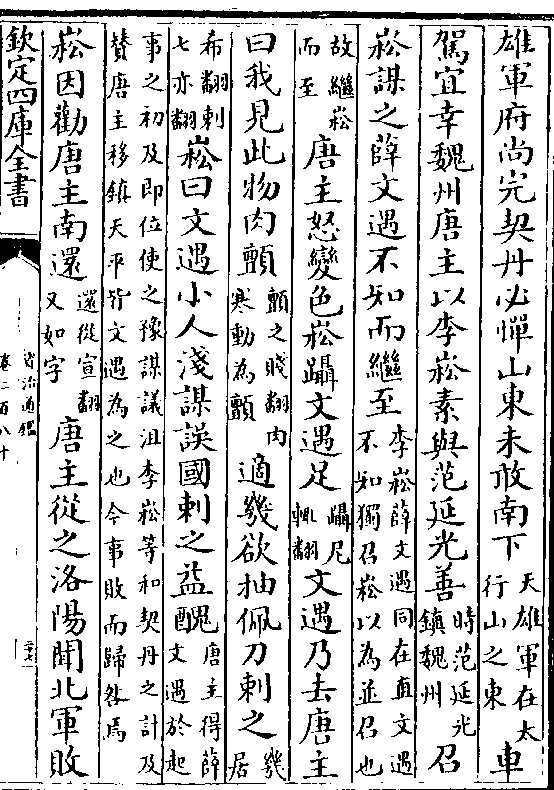 雄軍府尚完契丹必憚山東未敢南下天雄軍在太行山之東車
駕宜幸魏州唐主以李崧素與范延光善時范延光鎮魏州召
崧謀之薛文遇不知而繼至李崧薛文遇同在直文遇不知獨召崧以為並召也
故繼崧而至唐主怒變色崧躡文遇足躡尼輒翻文遇乃去唐主
曰我見此物肉顫顫之賤翻肉寒動為顫適幾欲抽佩刀刺之幾居
希翻刺七亦翻崧曰文遇小人淺謀誤國刺之益醜唐主得薛文遇於起
事之初及即位使之豫謀議沮李崧等和契丹之計及
賛唐主移鎮天平皆文遇為之也今事敗而歸咎焉
崧因勸唐主南還還從宣翻又如字唐主從之洛陽聞北軍敗
欽定四庫全書
資治通鑑
卷二百八十